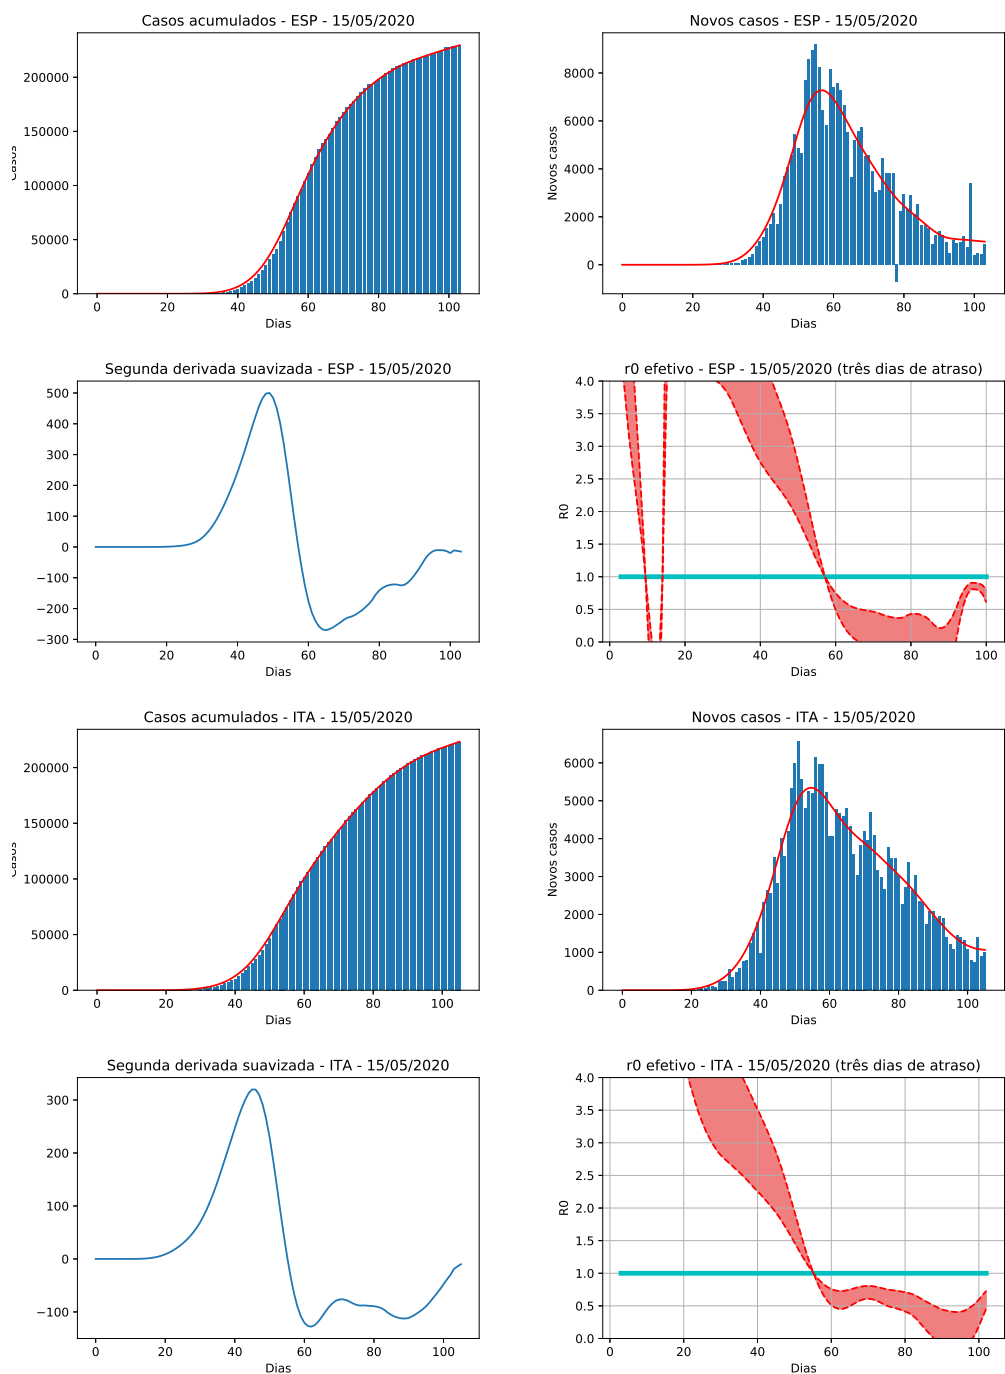 Casos acumulados - ESP - 15/05/2020
Novos casos - ESP - 15/05/2020
200000
150000
100000
50000
0
Casos
0 20 40 60 80 100
Dias
8000
6000
4000
2000
0
Novos casos
0 20 40 60 80 100
Dias
Segunda derivada suavizada - ESP - 15/05/2020
r0 efetivo - ESP - 15/05/2020 (três dias de atraso)
500
400
300
200
100
0
−100
−200
−300
0 20 40 60 80 100
Dias
4.0
3.5
3.0
2.5
2.0
1.5
1.0
0.5
0.0
R0
0 20 40 60 80 100
Dias
Casos acumulados - ITA - 15/05/2020
Novos casos - ITA - 15/05/2020
200000
150000
100000
50000
0
Casos
0 20 40 60 80 100
Dias
6000
5000
4000
3000
2000
1000
0
Novos casos
0 20 40 60 80 100
Dias
Segunda derivada suavizada - ITA - 15/05/2020
r0 efetivo - ITA - 15/05/2020 (três dias de atraso)
300
200
100
0
−100
0 20 40 60 80 100
Dias
4.0
3.5
3.0
2.5
2.0
1.5
1.0
0.5
0.0
R0
0 20 40 60 80 100
Dias